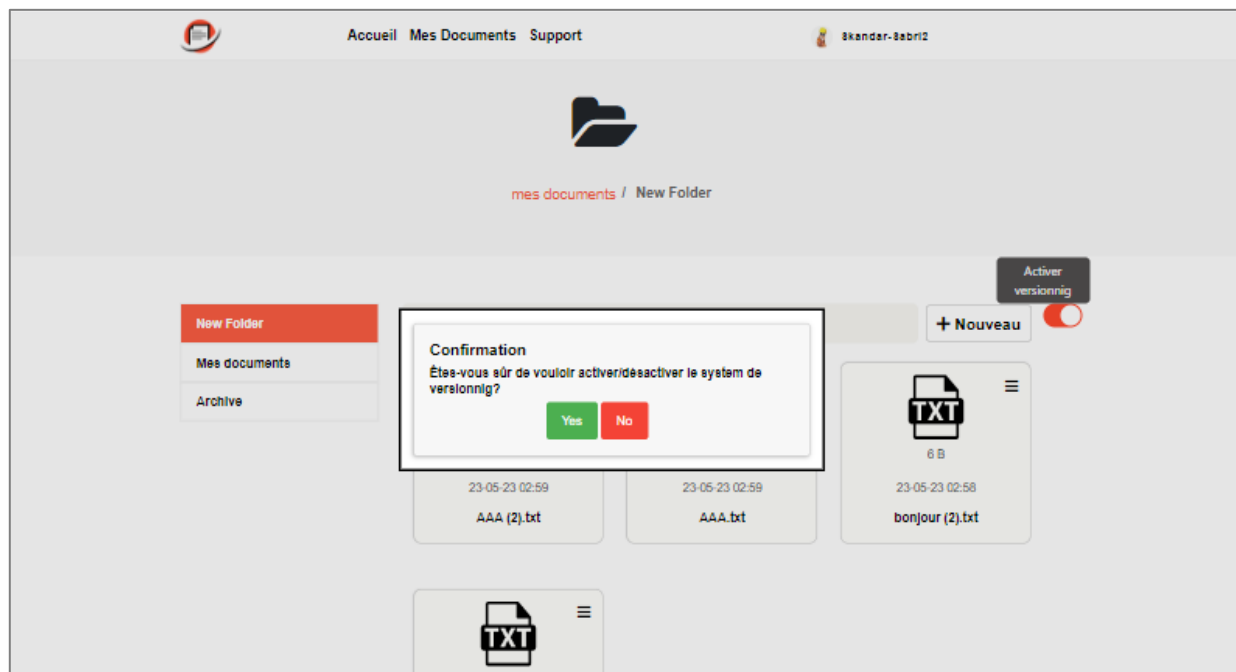 Accueil Mes Documents Support
Skandar-Sabri2
mes documents / New Folder
Activer
versionnig
New Folder
Mes documents
Archive
+ Nouveau
Confirmation
Êtes-vous sûr de vouloir activer/désactiver le system de
versionnig?
Yes No
TXT
6 B
23-05-23 02:59
AAA (2).txt
23-05-23 02:59
AAA.txt
23-05-23 02:58
bonjour (2).txt
TXT